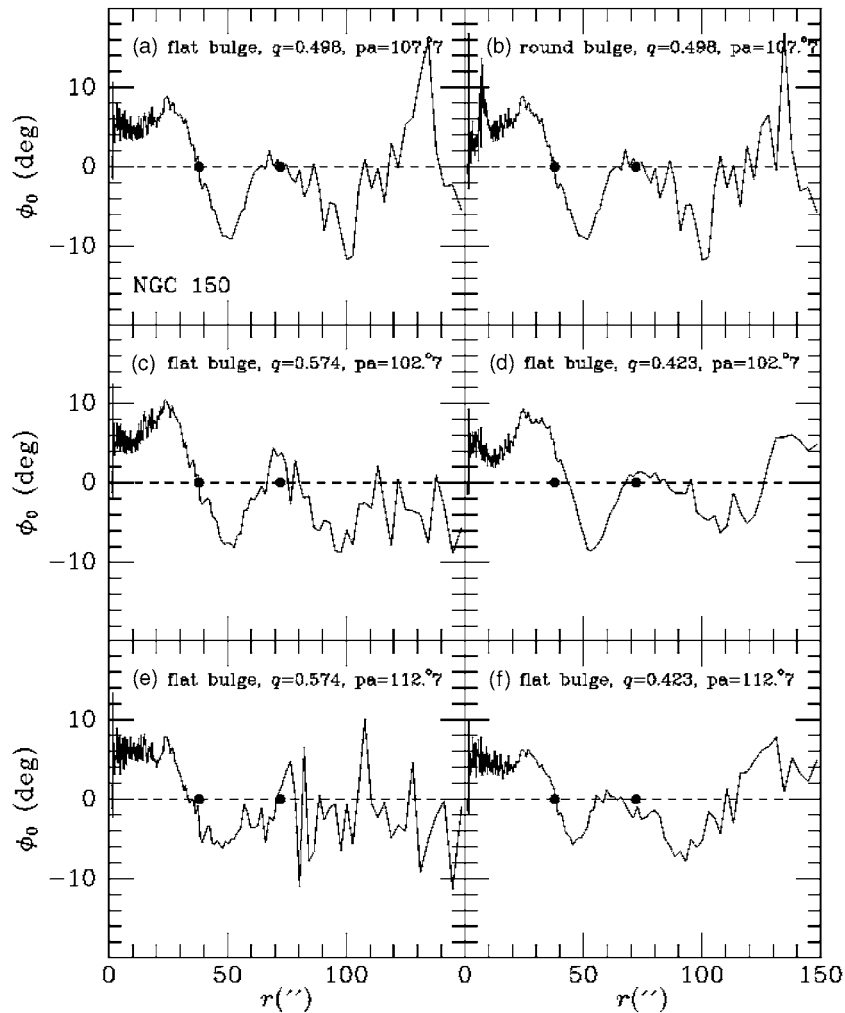 (a) flat bulge, q=0.498, pa=107.°7
(b) round bulge, q=0.498, pa=107.°7
10
0
−10
ϕ₀ (deg)
NGC 150
(c) flat bulge, q=0.574, pa=102.°7
(d) flat bulge, q=0.423, pa=102.°7
10
0
−10
ϕ₀ (deg)
(e) flat bulge, q=0.574, pa=112.°7
(f) flat bulge, q=0.423, pa=112.°7
10
0
−10
ϕ₀ (deg)
0 50 100 0 50 100 150
r(″) r(″)